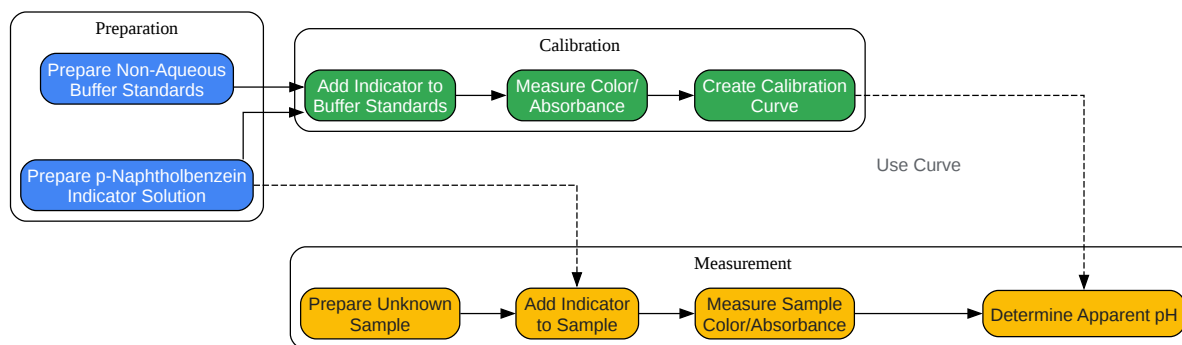 Preparation
Prepare Non-Aqueous
Buffer Standards
Prepare p-Naphtholbenzein
Indicator Solution
Calibration
Add Indicator to
Buffer Standards
Measure Color/
Absorbance
Create Calibration
Curve
Use Curve
Measurement
Prepare Unknown
Sample
Add Indicator
to Sample
Measure Sample
Color/Absorbance
Determine Apparent pH